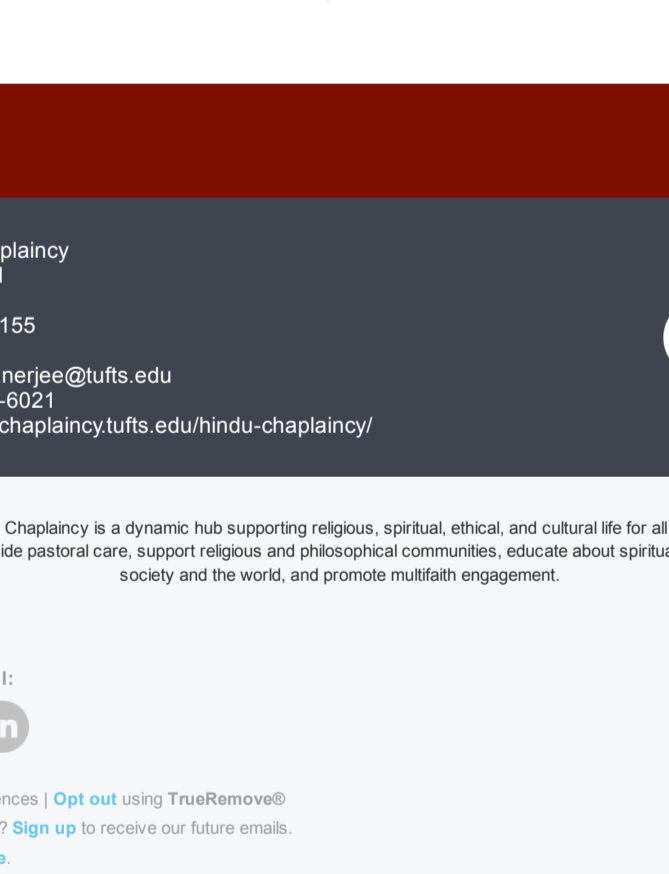 plaincy
155
nerjee@tufts.edu
-6021
chaplaincy.tufts.edu/hindu-chaplaincy/
Chaplaincy is a dynamic hub supporting religious, spiritual, ethical, and cultural life for all
ide pastoral care, support religious and philosophical communities, educate about spiritua
society and the world, and promote multifaith engagement.
l:
in
ences | Opt out using TrueRemove®
? Sign up to receive our future emails.
e.